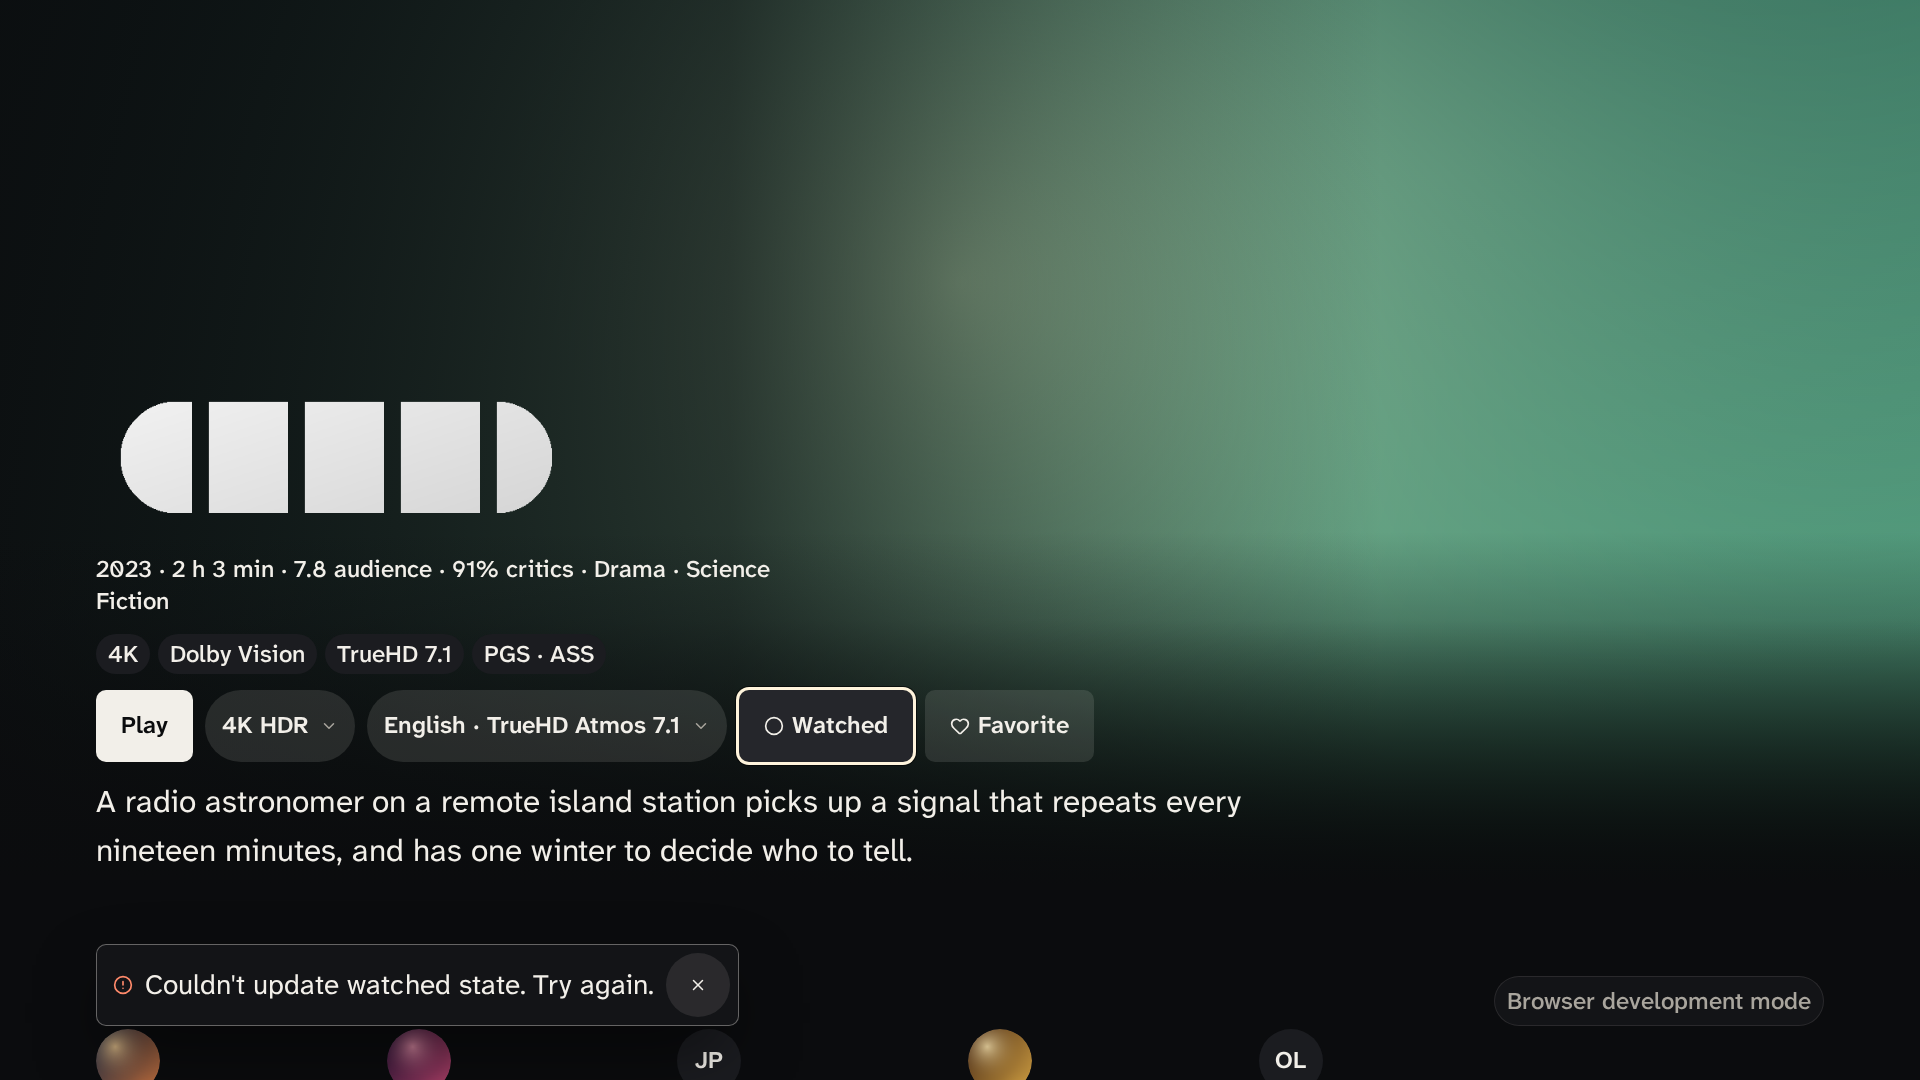 2023 · 2 h 3 min · 7.8 audience · 91% critics · Drama · Science
Fiction
4K
Dolby Vision
TrueHD 7.1
PGS · ASS
Play
4K HDR
English · TrueHD Atmos 7.1
Watched
Favorite
A radio astronomer on a remote island station picks up a signal that repeats every
nineteen minutes, and has one winter to decide who to tell.
Couldn't update watched state. Try again.
Browser development mode
JP
OL